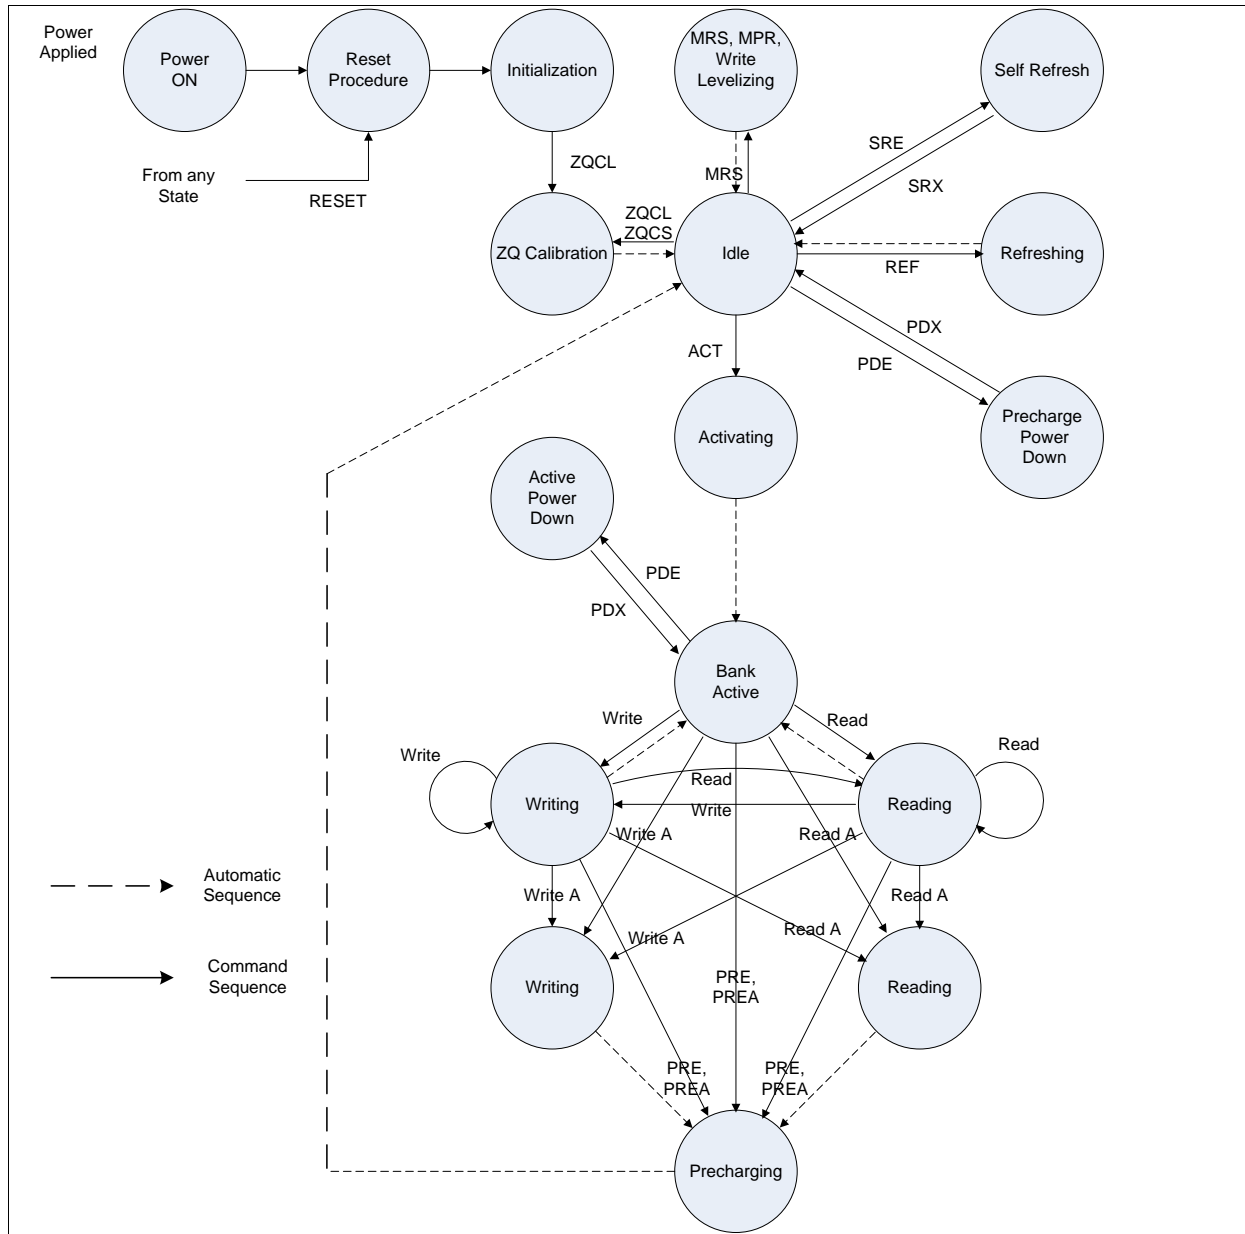 Power
Applied
Power
ON
Reset
Procedure
Initialization
MRS, MPR,
Write
Levelizing
Self Refresh
From any
State
RESET
ZQCL
MRS
SRE
SRX
ZQCL
ZQCS
ZQ Calibration
Idle
REF
Refreshing
ACT
PDX
PDE
Activating
Precharge
Power
Down
Active
Power
Down
PDE
PDX
Bank
Active
Write
Read
Write
Read
Writing
Read
Write
Reading
Write A
Read A
Automatic
Sequence
Write A
Read A
Write A
Read A
Command
Sequence
Writing
PRE,
PREA
Reading
PRE,
PREA
PRE,
PREA
Precharging